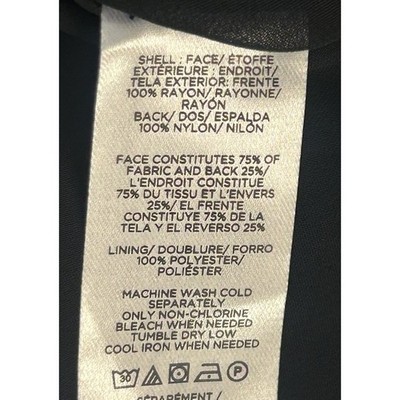 SHELL : FACE/ ÉTOFFE
EXTÉRIEURE : ENDROIT/
TELA EXTERIOR: FRENTE
100% RAYON/ RAYONNE/
RAYÓN
BACK/ DOS/ ESPALDA
100% NYLON/ NILÓN
FACE CONSTITUTES 75% OF
FABRIC AND BACK 25%/
L'ENDROIT CONSTITUE
75% DU TISSU ET L'ENVERS
25%/ EL FRENTE
CONSTITUYE 75% DE LA
TELA Y EL REVERSO 25%
LINING/ DOUBLURE/ FORRO
100% POLYESTER/
POLIÉSTER
MACHINE WASH COLD
SEPARATELY
ONLY NON-CHLORINE
BLEACH WHEN NEEDED
TUMBLE DRY LOW
COOL IRON WHEN NEEDED
30 P
SÉPARÉMENT /